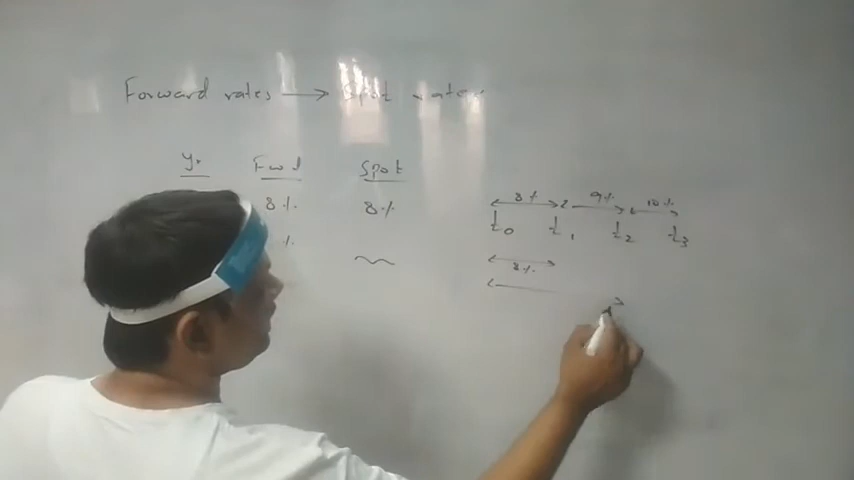 Forward rates → Spot rates
Yr Fwd Spot
8% 8%
%
8% 9% 10%
t0 t1 t2 t3
8%